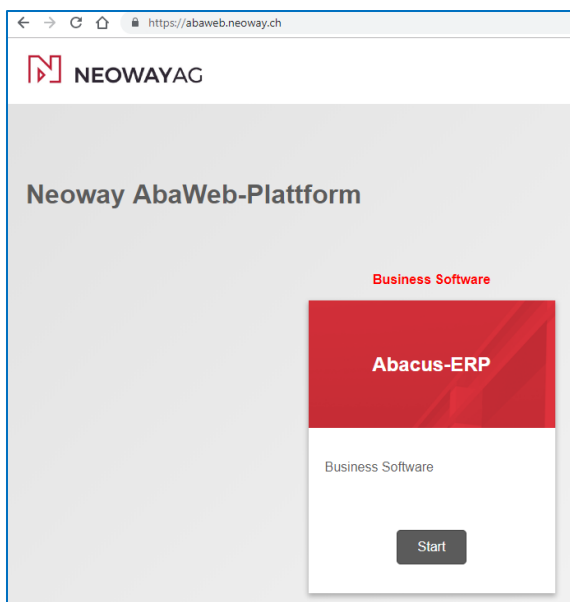 https://abaweb.neoway.ch
NEOWAYAG
Neoway AbaWeb-Plattform
Business Software
Abacus-ERP
Business Software
Start